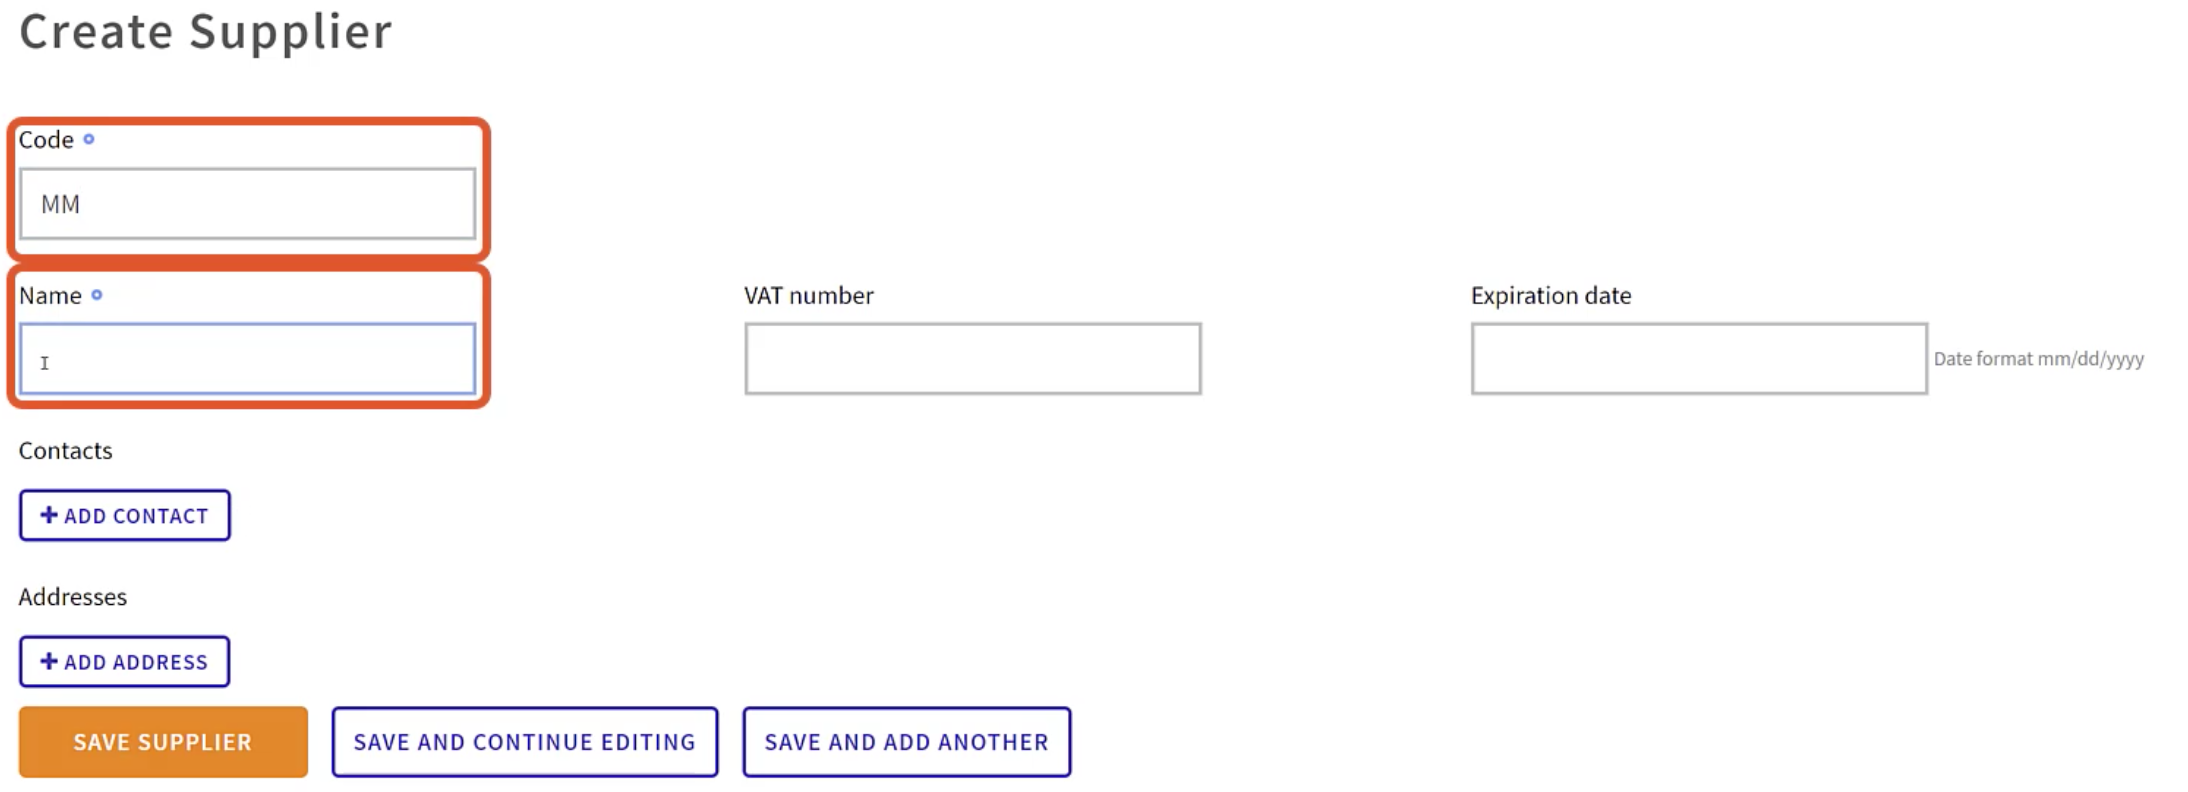 Create Supplier
Code
MM
Name
VAT number
Expiration date
Date format mm/dd/yyyy
Contacts
+ ADD CONTACT
Addresses
+ ADD ADDRESS
SAVE SUPPLIER
SAVE AND CONTINUE EDITING
SAVE AND ADD ANOTHER